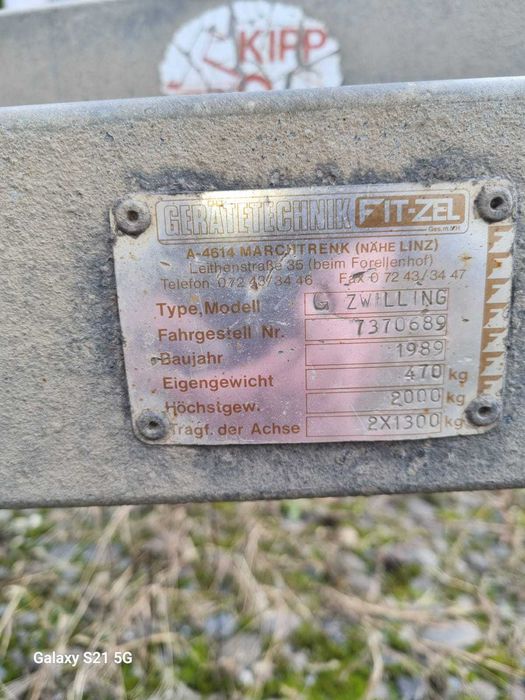 KIPP
GERÄTETECHNIK FIT-ZEL
Ges.m.bH
A-4614 MARCHTRENK (NÄHE LINZ)
Leithenstraße 35 (beim Forellenhof)
Telefon 072 43/34 46 Fax 0 72 43/34 47
Type,Modell G ZWILLING
Fahrgestell Nr. 7370689
Baujahr 1989
Eigengewicht 470 kg
Höchstgew. 2000 kg
Tragf. der Achse 2X1300 kg
Galaxy S21 5G